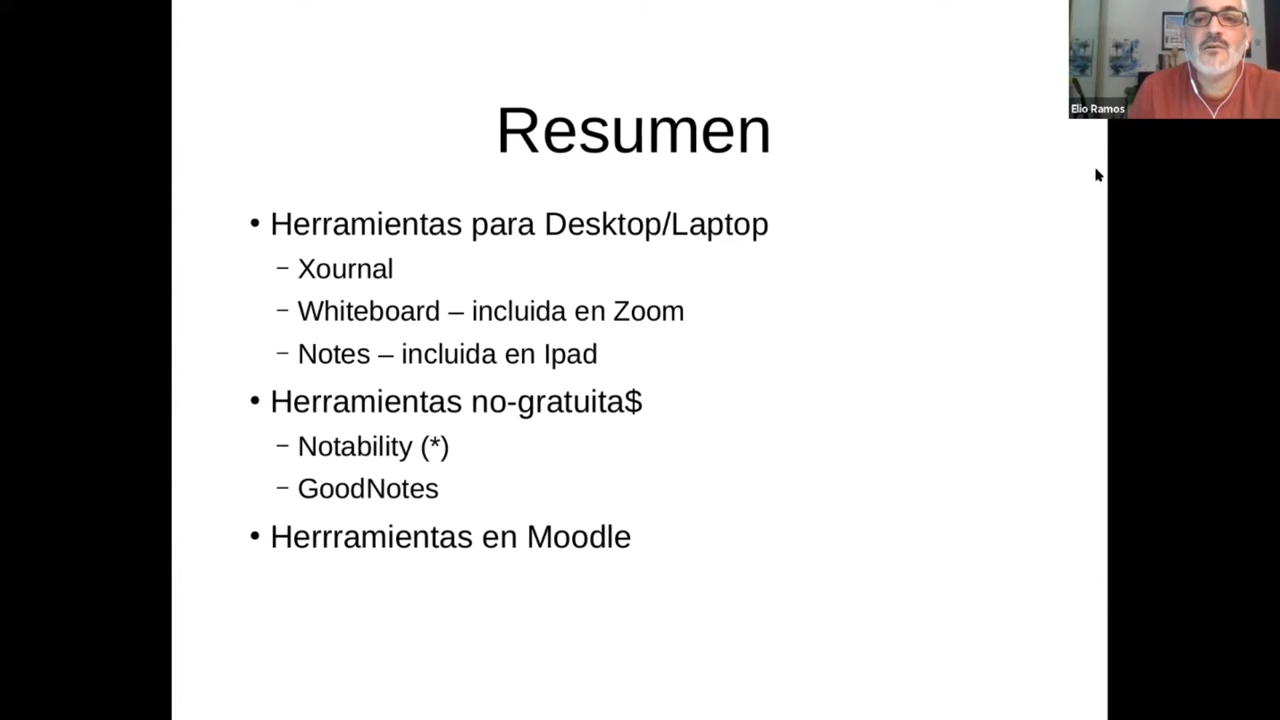 Elio Ramos
Resumen
• Herramientas para Desktop/Laptop
– Xournal
– Whiteboard – incluida en Zoom
– Notes – incluida en Ipad
• Herramientas no-gratuita$
– Notability (*)
– GoodNotes
• Herrramientas en Moodle